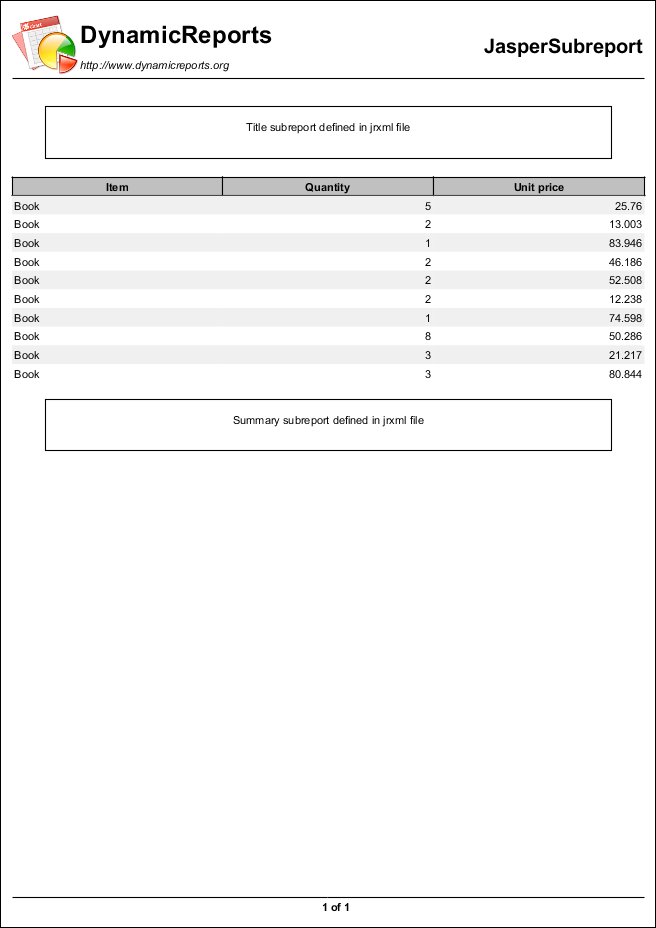 DynamicReports
http://www.dynamicreports.org
JasperSubreport
Title subreport defined in jrxml file
Item Quantity Unit price
Book 5 25.76
Book 2 13.003
Book 1 83.946
Book 2 46.186
Book 2 52.508
Book 2 12.238
Book 1 74.598
Book 8 50.286
Book 3 21.217
Book 3 80.844
Summary subreport defined in jrxml file
1 of 1